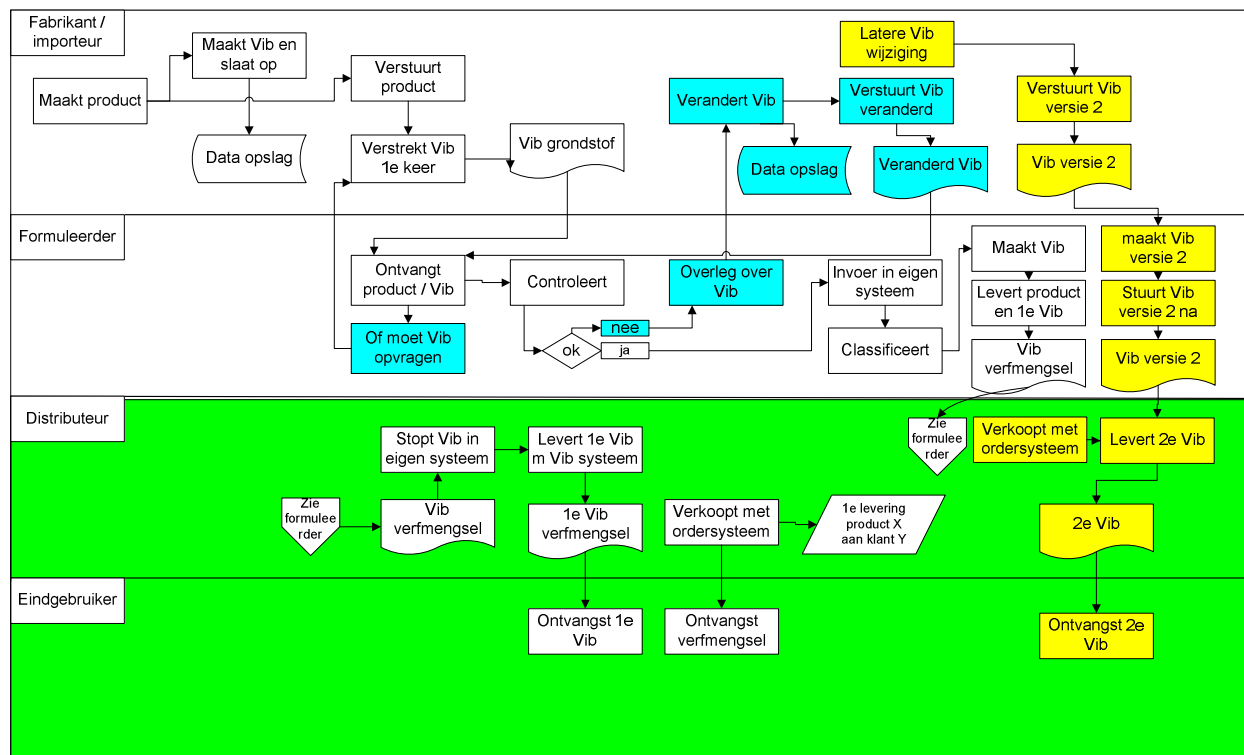 Fabrikant /
importeur
Maakt product
Maakt Vib en
slaat op
Data opslag
Verstuurt
product
Verstrekt Vib
1e keer
Vib grondstof
Verandert Vib
Data opslag
Verstuurt Vib
veranderd
Veranderd Vib
Latere Vib
wijziging
Verstuurt Vib
versie 2
Vib versie 2
Formuleerder
Ontvangt
product / Vib
Of moet Vib
opvragen
Controleert
ok
nee
ja
Overleg over
Vib
Invoer in eigen
systeem
Classificeert
Maakt Vib
Levert product
en 1e Vib
Vib
verfmengsel
maakt Vib
versie 2
Stuurt Vib
versie 2 na
Vib versie 2
Distributeur
Zie
formulee
rder
Vib
verfmengsel
Stopt Vib in
eigen systeem
Levert 1e Vib
m Vib systeem
1e Vib
verfmengsel
Verkoopt met
ordersysteem
1e levering
product X
aan klant Y
Zie
formulee
rder
Verkoopt met
ordersysteem
Levert 2e Vib
2e Vib
Eindgebruiker
Ontvangst 1e
Vib
Ontvangst
verfmengsel
Ontvangst 2e
Vib